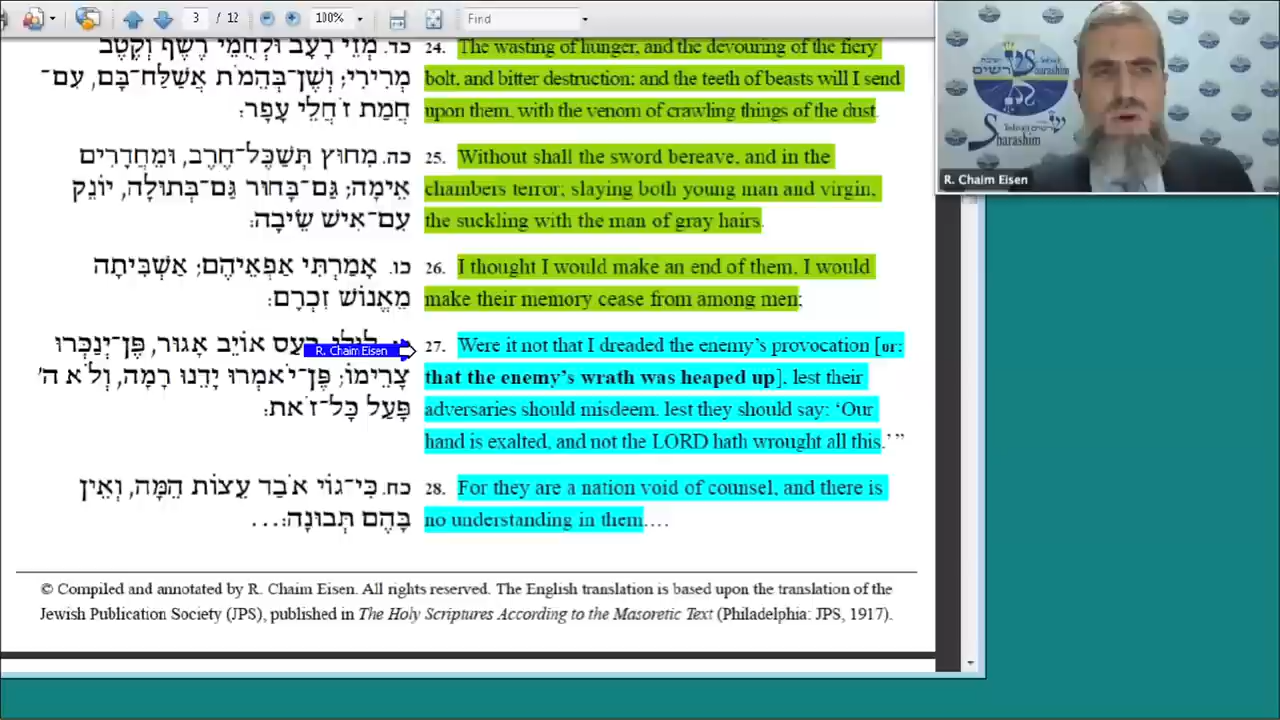 3 / 12
100%
Find
כד. מִזֵּי רָעָב וּלְחֻמֵי רֶשֶׁף וְקֶטֶב
מְרִירִי; וְשֶׁן־בְּהֵמֹת אֲשַׁלַּח־בָּם, עִם־
חֲמַת זֹחֲלֵי עָפָר:
24. The wasting of hunger, and the devouring of the fiery
bolt, and bitter destruction; and the teeth of beasts will I send
upon them, with the venom of crawling things of the dust.
כה. מִחוּץ תְּשַׁכֶּל־חֶרֶב, וּמֵחֲדָרִים
אֵימָה; גַּם־בָּחוּר גַּם־בְּתוּלָה, יוֹנֵק
עִם־אִישׁ שֵׂיבָה:
25. Without shall the sword bereave, and in the
chambers terror; slaying both young man and virgin,
the suckling with the man of gray hairs.
כו. אָמַרְתִּי אַפְאֵיהֶם; אַשְׁבִּיתָה
מֵאֱנוֹשׁ זִכְרָם:
26. I thought I would make an end of them, I would
make their memory cease from among men;
כַּעַס אוֹיֵב אָגוּר, פֶּן־יְנַכְּרוּ
צָרֵימוֹ; פֶּן־יֹאמְרוּ יָדֵנוּ רָמָה, וְלֹא ה'
פָּעַל כָּל־זֹאת:
R. Chaim Eisen
27. Were it not that I dreaded the enemy's provocation [or:
that the enemy's wrath was heaped up], lest their
adversaries should misdeem, lest they should say: 'Our
hand is exalted, and not the LORD hath wrought all this.'"
כח. כִּי־גוֹי אֹבַד עֵצוֹת הֵמָּה, וְאֵין
בָּהֶם תְּבוּנָה:...
28. For they are a nation void of counsel, and there is
no understanding in them....
© Compiled and annotated by R. Chaim Eisen. All rights reserved. The English translation is based upon the translation of the
Jewish Publication Society (JPS), published in The Holy Scriptures According to the Masoretic Text (Philadelphia: JPS, 1917).
Sharashim
R. Chaim Eisen